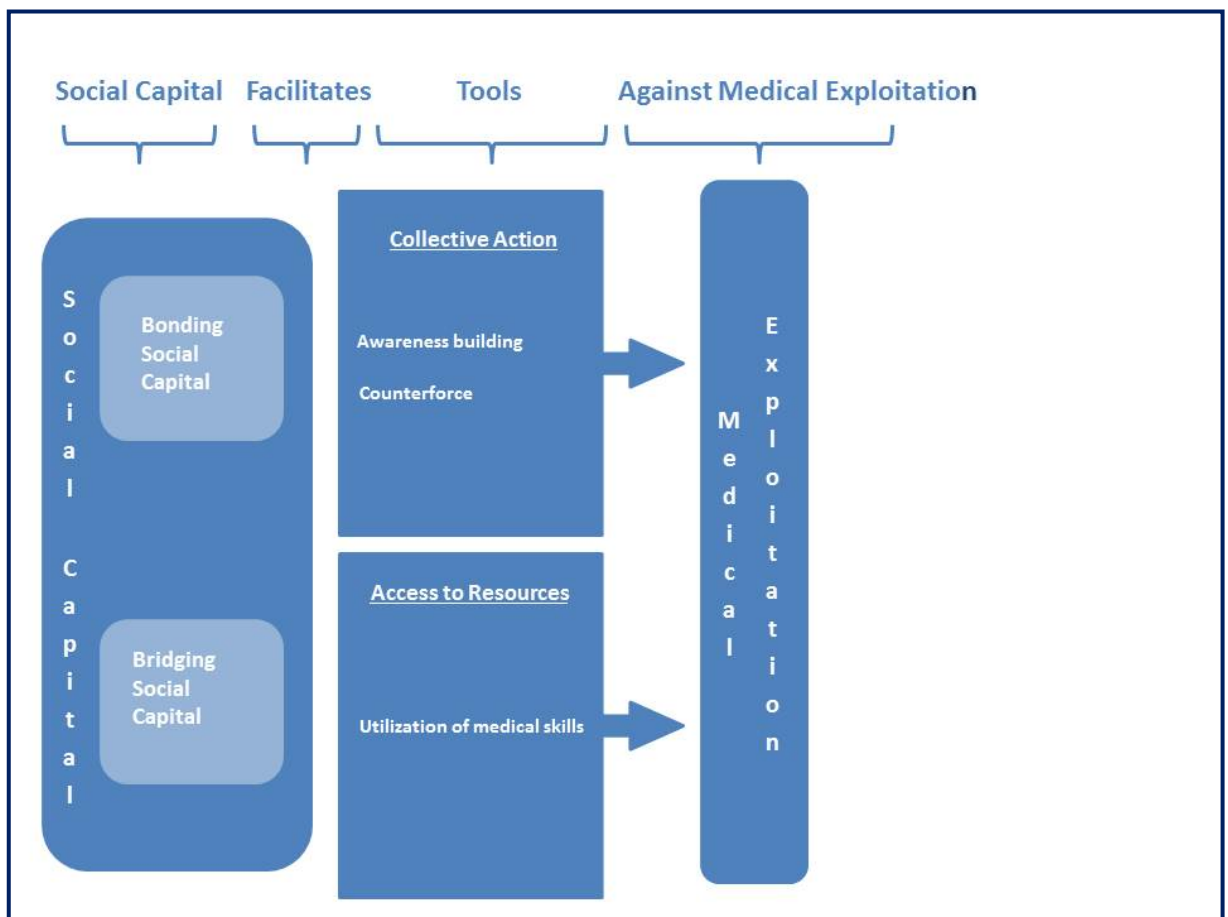 Social Capital Facilitates Tools Against Medical Exploitation
Social Capital
Bonding
Social
Capital
Bridging
Social
Capital
Collective Action
Awareness building
Counterforce
Access to Resources
Utilization of medical skills
Medical
Exploitation